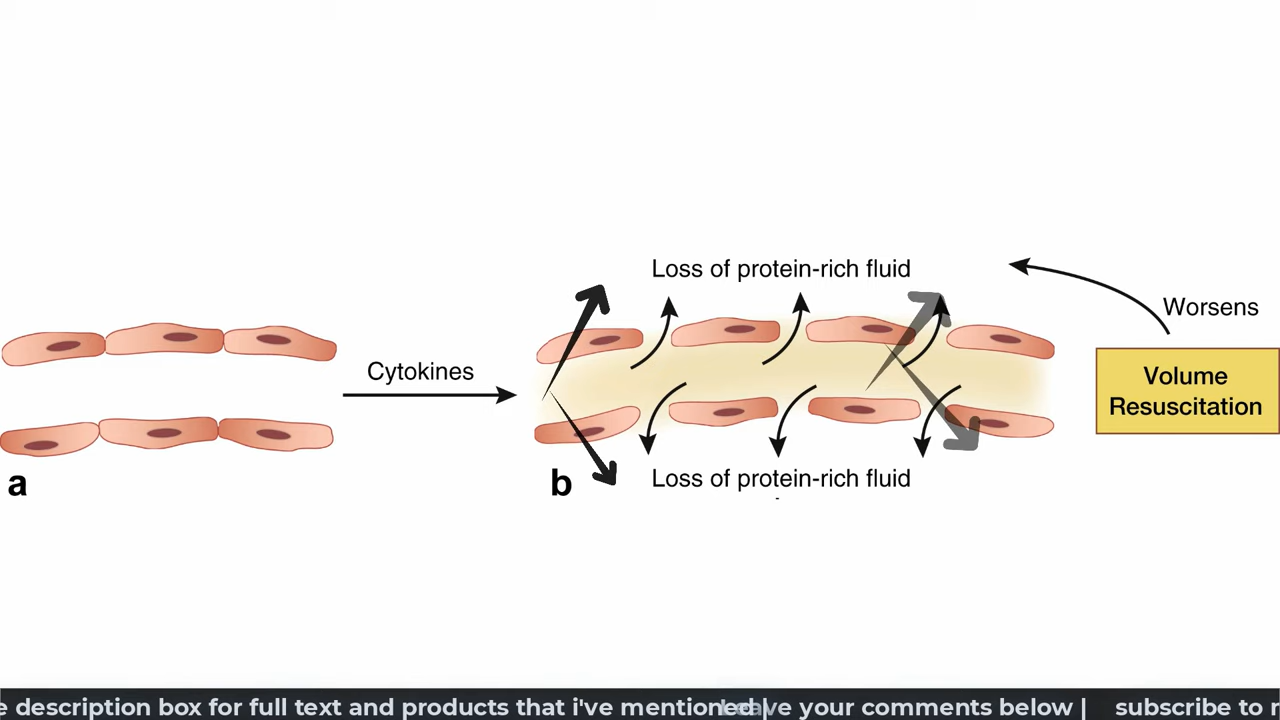 Loss of protein-rich fluid
Worsens
Cytokines
Volume
Resuscitation
a
b
Loss of protein-rich fluid
e description box for full text and products that i've mentioned | ve your comments below | subscribe to